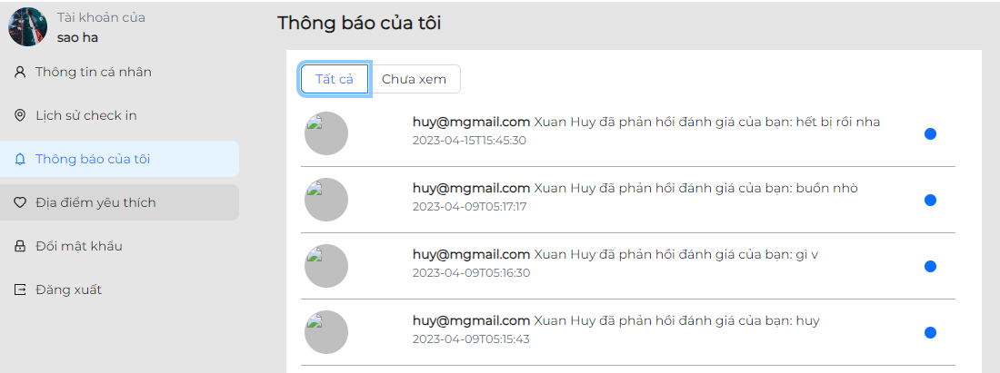 Tài khoản của
sao ha
Thông tin cá nhân
Lịch sử check in
Thông báo của tôi
Địa điểm yêu thích
Đổi mật khẩu
Đăng xuất
Thông báo của tôi
Tất cả
Chưa xem
huy@mgmail.com Xuan Huy đã phản hồi đánh giá của bạn: hết bị rồi nha
2023-04-15T15:45:30
huy@mgmail.com Xuan Huy đã phản hồi đánh giá của bạn: buồn nhò
2023-04-09T05:17:17
huy@mgmail.com Xuan Huy đã phản hồi đánh giá của bạn: gì v
2023-04-09T05:16:30
huy@mgmail.com Xuan Huy đã phản hồi đánh giá của bạn: huy
2023-04-09T05:15:43